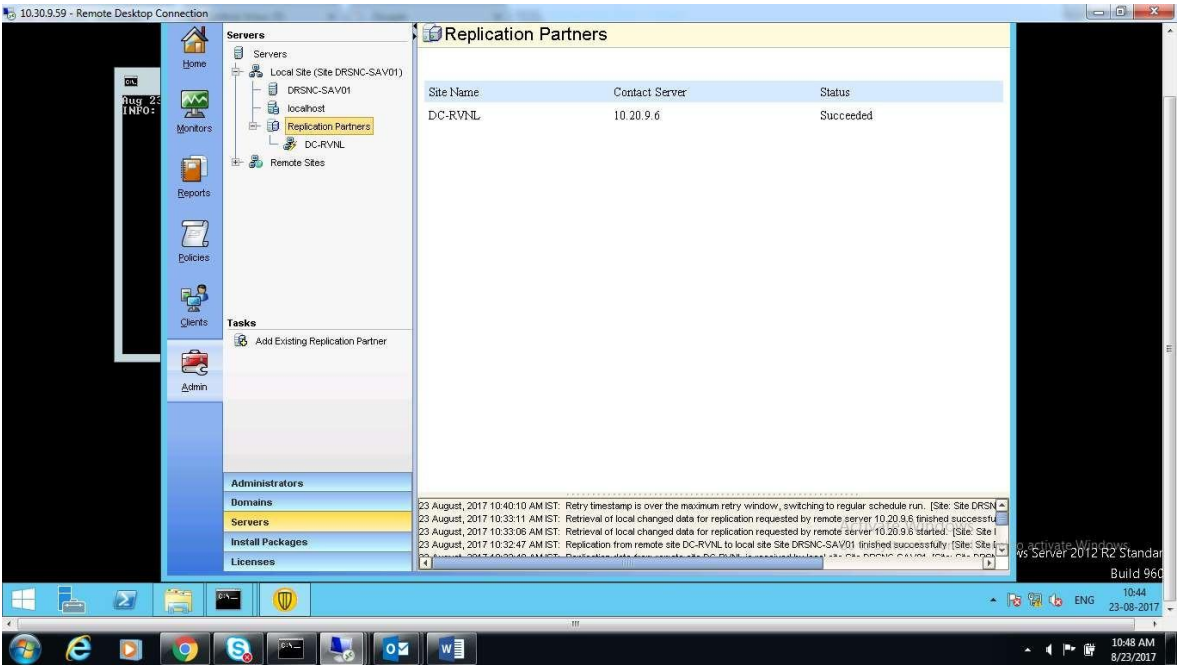 10.30.9.59 - Remote Desktop Connection
Aug 23
INFO:
Home
Monitors
Reports
Policies
Clients
Admin
Servers
Servers
Local Site (Site DRSNC-SAV01)
DRSNC-SAV01
localhost
Replication Partners
DC-RVNL
Remote Sites
Tasks
Add Existing Replication Partner
Administrators
Domains
Servers
Install Packages
Licenses
Replication Partners
Site Name Contact Server Status
DC-RVNL 10.20.9.6 Succeeded
23 August, 2017 10:40:10 AM IST: Retry timestamp is over the maximum retry window, switching to regular schedule run. [Site: Site DRSN
23 August, 2017 10:33:11 AM IST: Retrieval of local changed data for replication requested by remote server 10.20.9.6 finished successfu
23 August, 2017 10:33:06 AM IST: Retrieval of local changed data for replication requested by remote server 10.20.9.6 started. [Site: Site
23 August, 2017 10:32:47 AM IST: Replication from remote site DC-RVNL to local site Site DRSNC-SAV01 finished successfully [Site: Site
Activate Windows
o activate Windows.
ws Server 2012 R2 Standar
Build 960
ENG
10:44
23-08-2017
10:48 AM
8/23/2017